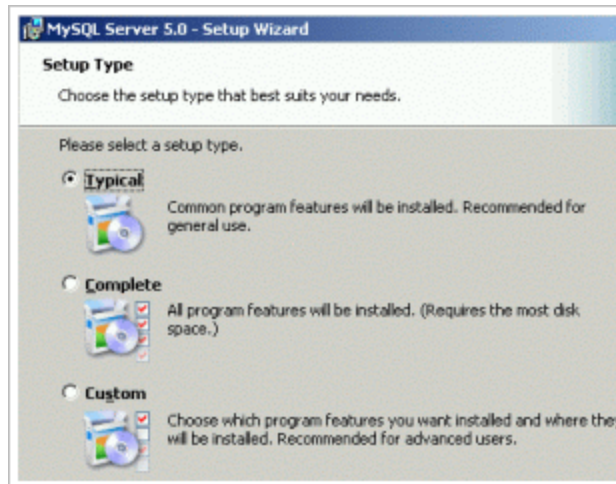 MySQL Server 5.0 - Setup Wizard
Setup Type
Choose the setup type that best suits your needs.
Please select a setup type.
Typical
Common program features will be installed. Recommended for
general use.
Complete
All program features will be installed. (Requires the most disk
space.)
Custom
Choose which program features you want installed and where they
will be installed. Recommended for advanced users.